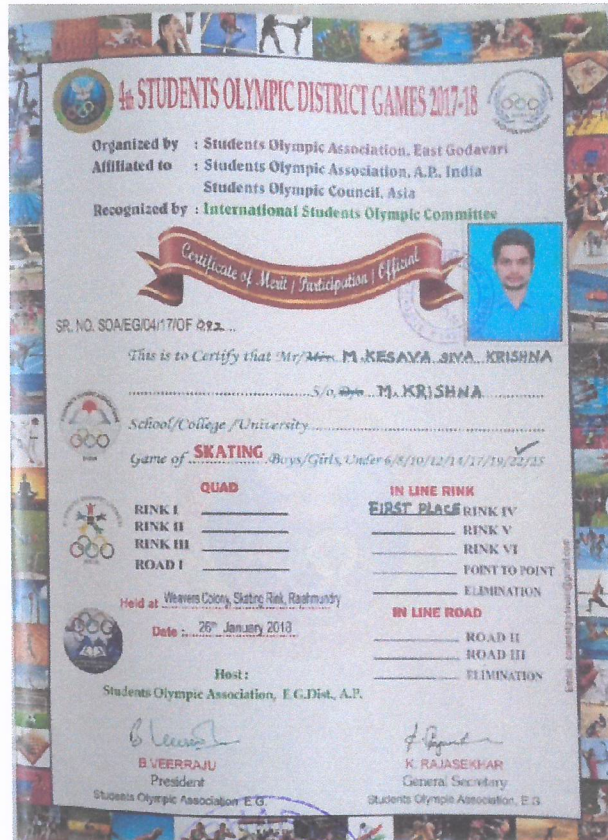 4th STUDENTS OLYMPIC DISTRICT GAMES 2017-18
Organized by : Students Olympic Association, East Godavari
Affiliated to : Students Olympic Association, A.P. India
Students Olympic Council, Asia
Recognized by : International Students Olympic Committee
Certificate of Merit / Participation / Official
SR. NO. SOA/EG/04/17/OF 092...
This is to Certify that Mr/Miss M.KESAVA SIVA KRISHNA
S/o, D/o M.KRISHNA
School/College /University
Game of SKATING Boys/Girls, Under 6/8/10/12/14/17/19/22/25
QUAD
RINK I
RINK II
RINK III
ROAD I
IN LINE RINK
FIRST PLACE RINK IV
RINK V
RINK VI
POINT TO POINT
ELIMINATION
IN LINE ROAD
ROAD II
ROAD III
ELIMINATION
Held at Weavers Colony, Skating Rink, Rajahmundry
Date : 26th January 2018
Host :
Students Olympic Association, E.G.Dist., A.P.
B.VEERRAJU
President
Students Olympic Association E.G.
K. RAJASEKHAR
General Secretary
Students Olympic Association, E.G.